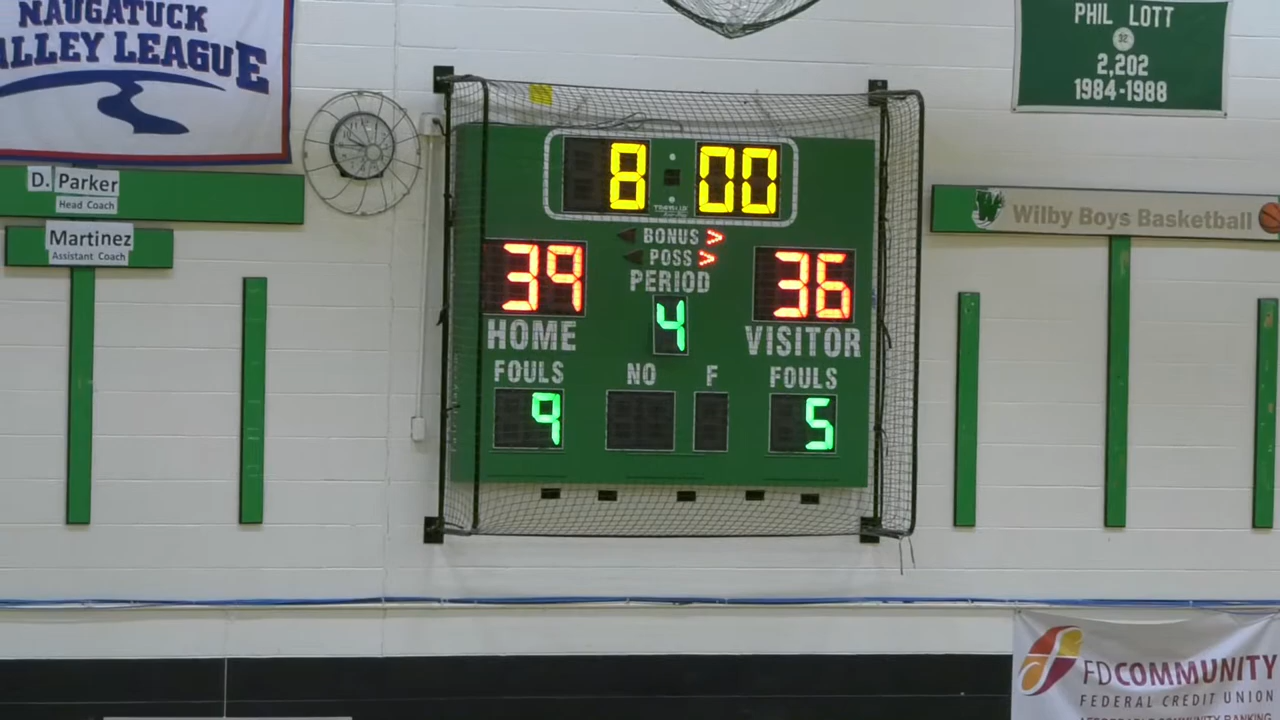 NAUGATUCK
ALLEY LEAGUE
PHIL LOTT
32
2,202
1984-1988
D. Parker
Head Coach
Martinez
Assistant Coach
W Wilby Boys Basketball
8:00
BONUS >
POSS >
PERIOD
4
39
HOME
36
VISITOR
FOULS
9
NO
F
FOULS
5
FD COMMUNITY
FEDERAL CREDIT UNION